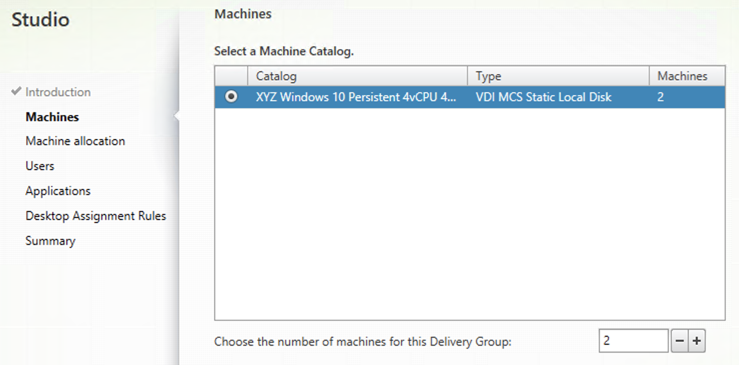 Studio
Introduction
Machines
Machine allocation
Users
Applications
Desktop Assignment Rules
Summary
Machines
Select a Machine Catalog.
Catalog Type Machines
XYZ Windows 10 Persistent 4vCPU 4... VDI MCS Static Local Disk 2
Choose the number of machines for this Delivery Group: 2 − +